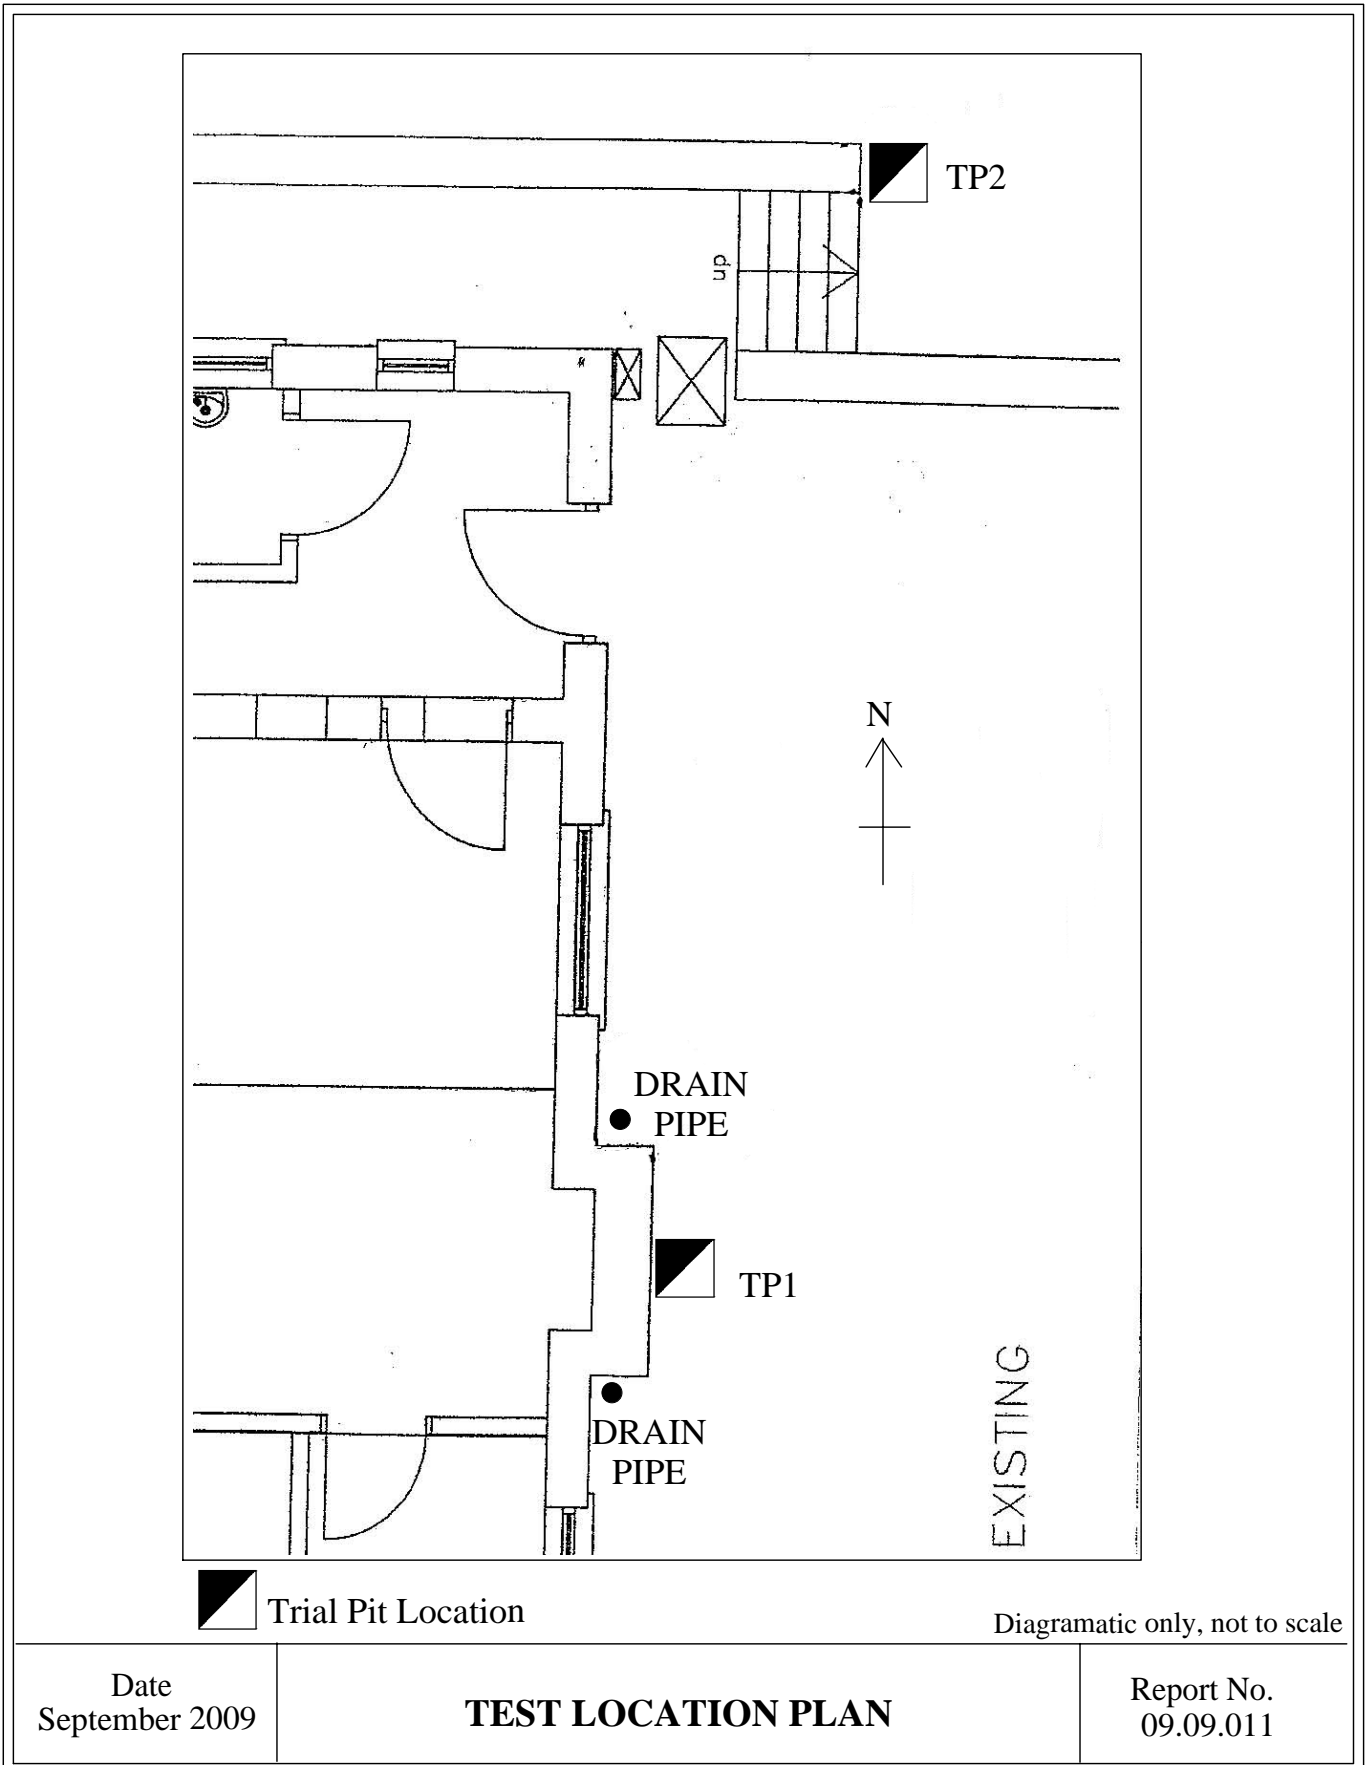 TP2
up
N
DRAIN
PIPE
TP1
EXISTING
DRAIN
PIPE
Trial Pit Location
Diagramatic only, not to scale
Date
September 2009
TEST LOCATION PLAN
Report No.
09.09.011